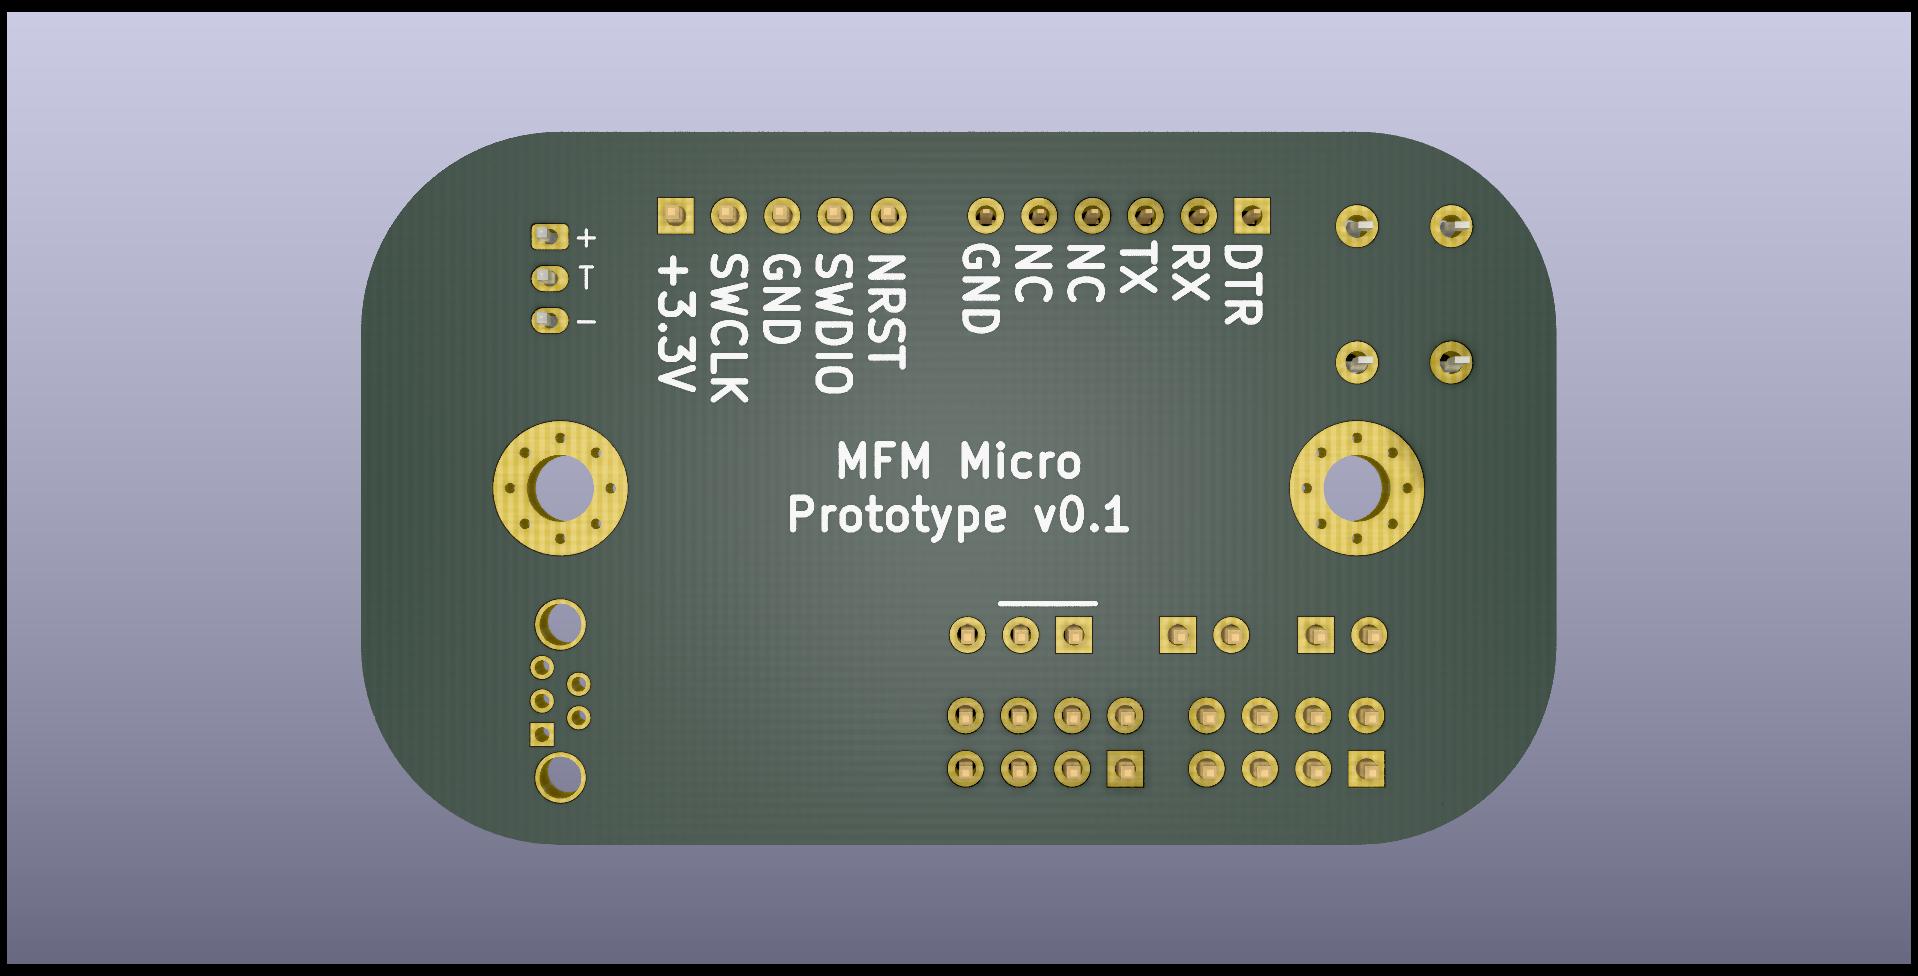 +
T
-
+3.3V
SWCLK
GND
SWDIO
NRST
GND
NC
NC
TX
RX
DTR
MFM Micro
Prototype v0.1